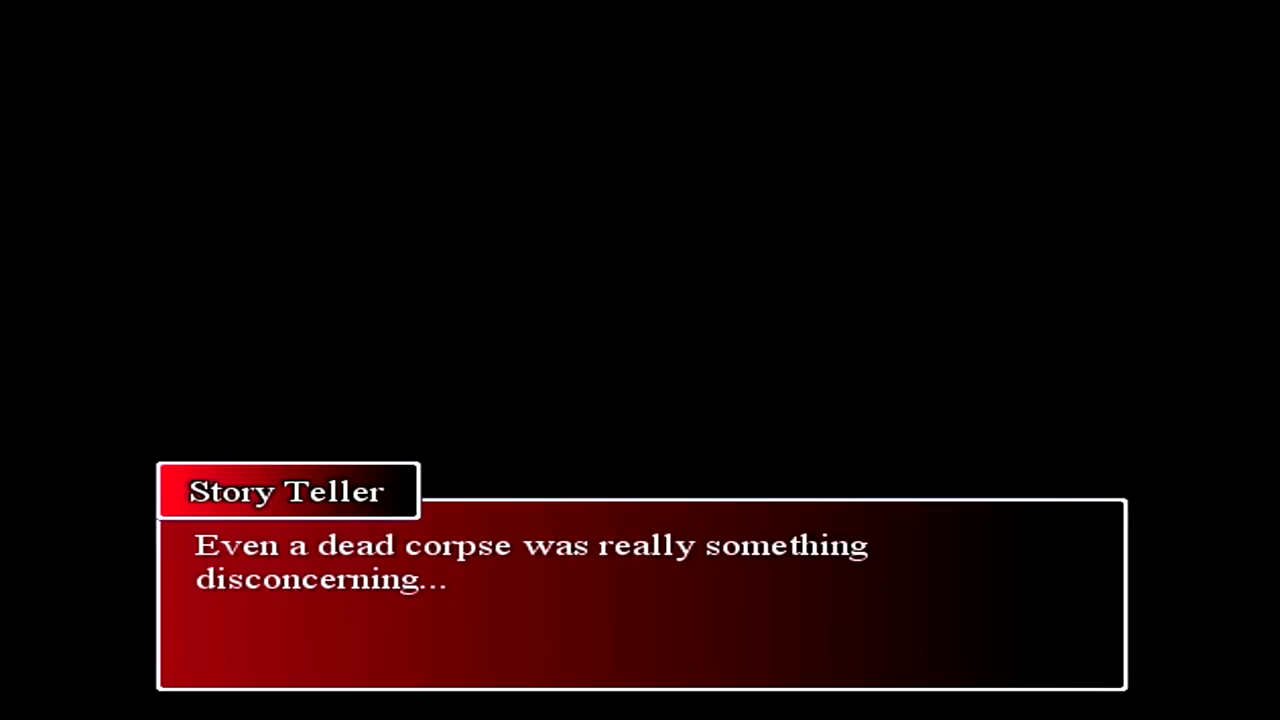 Story Teller
Even a dead corpse was really something
disconcerning...